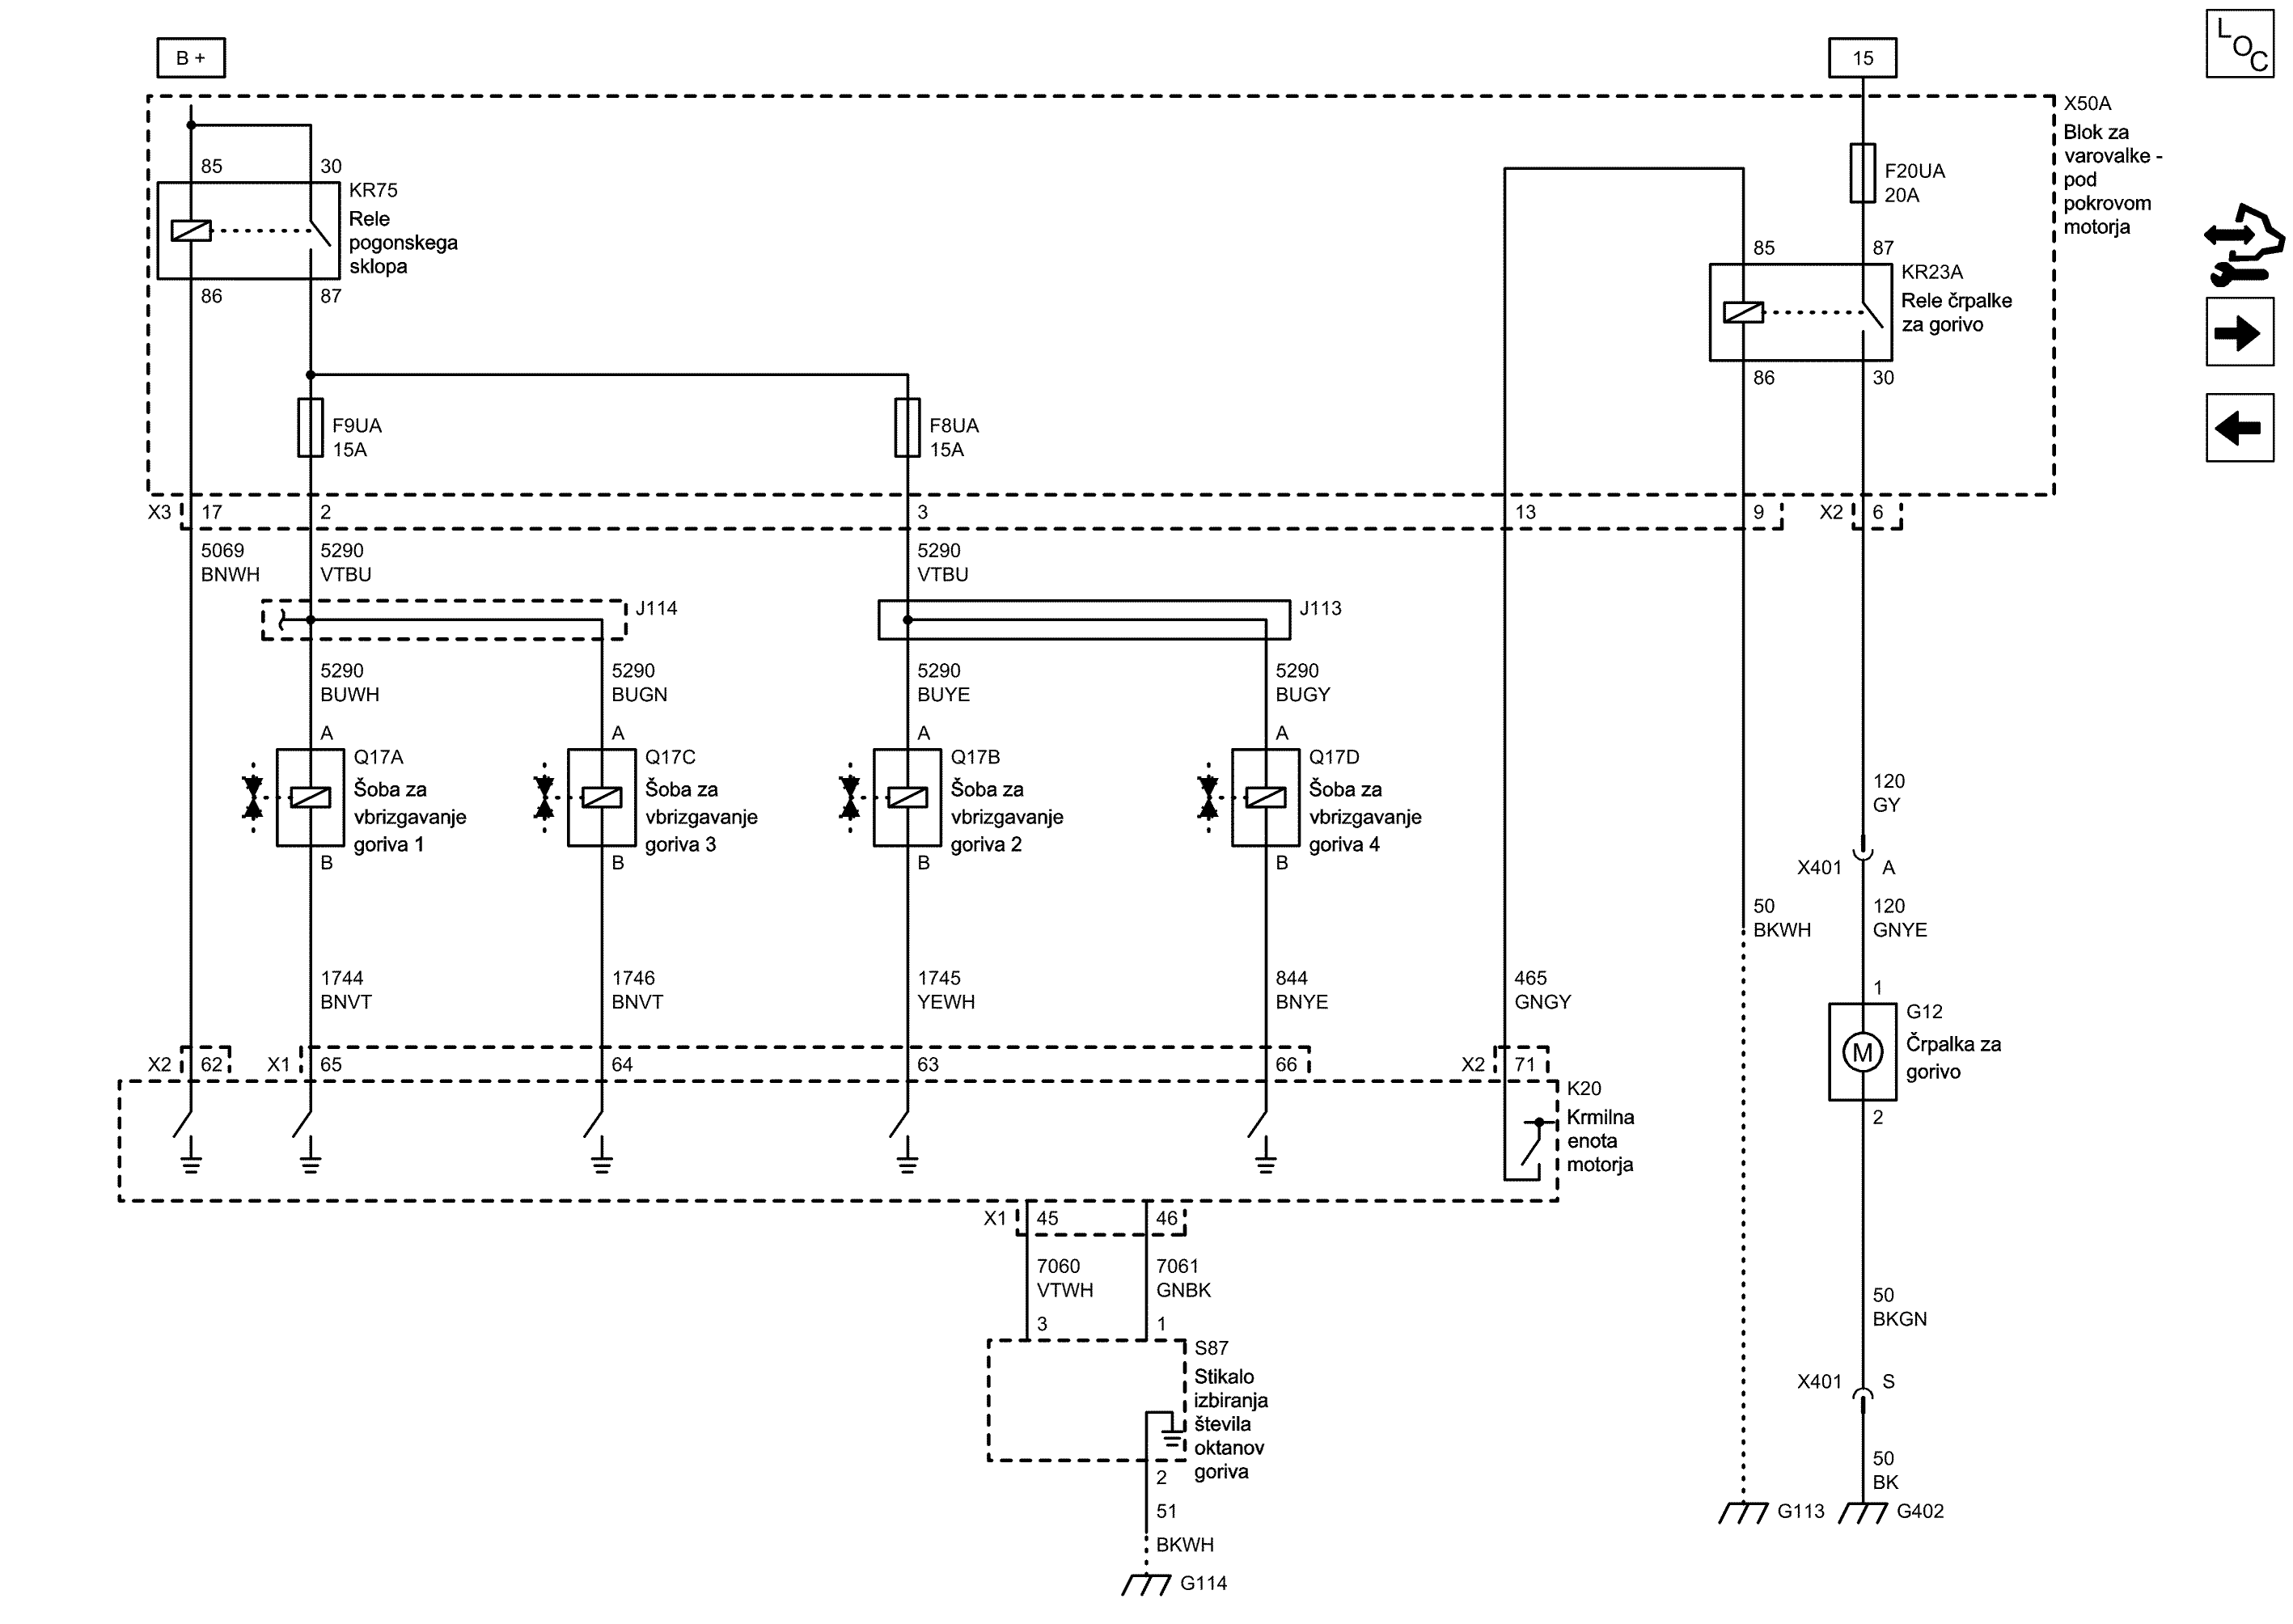 B +
15
L
O
C
X50A
Blok za
varovalke -
pod
pokrovom
motorja
85
30
KR75
Rele
pogonskega
sklopa
86
87
F20UA
20A
85
87
KR23A
Rele črpalke
za gorivo
86
30
F9UA
15A
F8UA
15A
X3
17
2
3
13
9
X2
6
5069
BNWH
5290
VTBU
5290
VTBU
J114
J113
5290
BUWH
5290
BUGN
5290
BUYE
5290
BUGY
A
A
A
A
Q17A
Šoba za
vbrizgavanje
goriva 1
Q17C
Šoba za
vbrizgavanje
goriva 3
Q17B
Šoba za
vbrizgavanje
goriva 2
Q17D
Šoba za
vbrizgavanje
goriva 4
B
B
B
B
120
GY
X401
A
50
BKWH
120
GNYE
1744
BNVT
1746
BNVT
1745
YEWH
844
BNYE
465
GNGY
1
G12
Črpalka za
gorivo
M
2
X2
62
X1
65
64
63
66
X2
71
K20
Krmilna
enota
motorja
X1
45
46
7060
VTWH
7061
GNBK
3
1
S87
Stikalo
izbiranja
števila
oktanov
goriva
2
51
BKWH
G114
50
BKGN
X401
S
50
BK
G113
G402